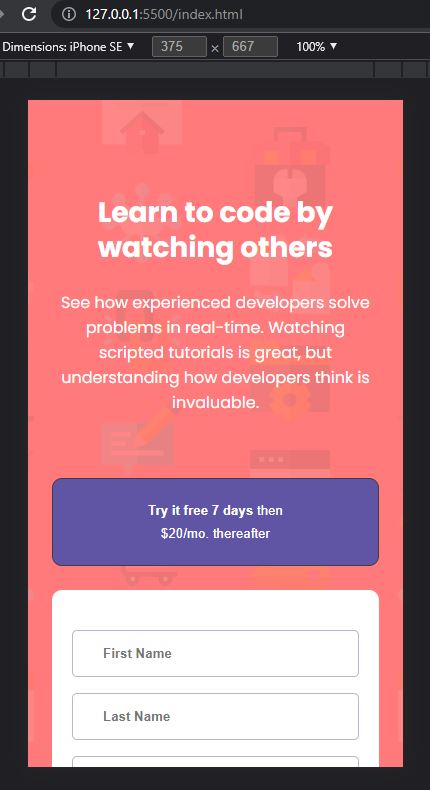 127.0.0.1:5500/index.html
Dimensions: iPhone SE ▼ 375 × 667 100% ▼
Learn to code by
watching others
See how experienced developers solve
problems in real-time. Watching
scripted tutorials is great, but
understanding how developers think is
invaluable.
Try it free 7 days then
$20/mo. thereafter
First Name
Last Name